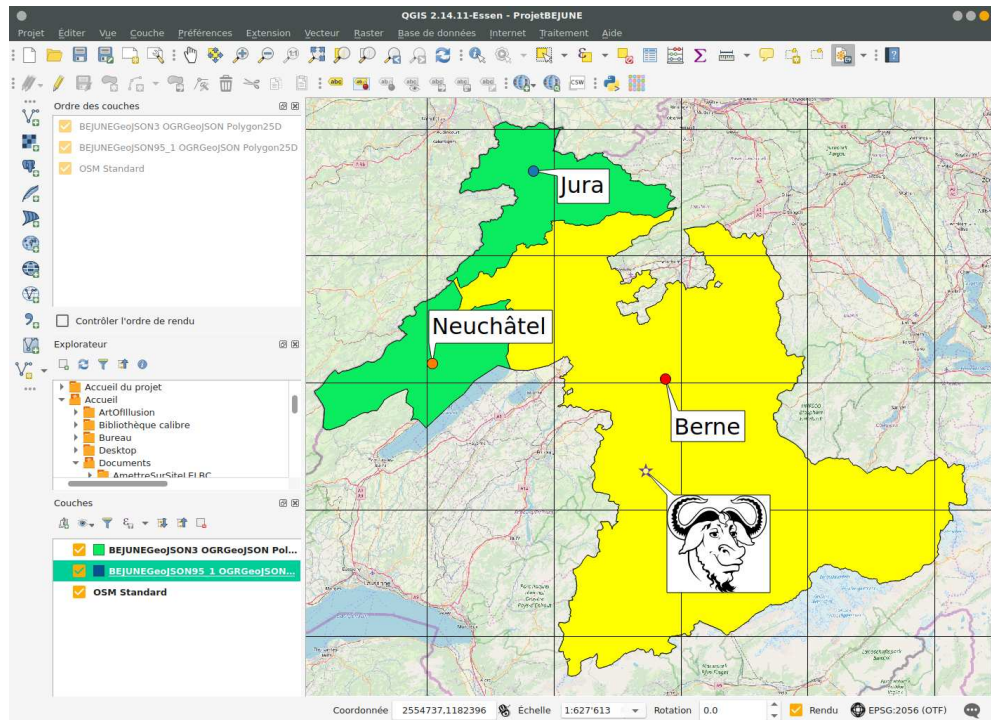 QGIS 2.14.11-Essen - ProjetBEJUNE
Projet Éditer Vue Couche Préférences Extension Vecteur Raster Base de données Internet Traitement Aide
abc
CSW
Ordre des couches
BEJUNEGeoJSON3 OGRGeoJSON Polygon25D
BEJUNEGeoJSON95_1 OGRGeoJSON Polygon25D
OSM Standard
Contrôler l'ordre de rendu
Explorateur
Accueil du projet
Accueil
ArtOfIllusion
Bibliothèque calibre
Bureau
Desktop
Documents
AmettreSurSiteLELBC
Couches
BEJUNEGeoJSON3 OGRGeoJSON Pol...
BEJUNEGeoJSON95_1 OGRGeoJSON...
OSM Standard
Jura
Neuchâtel
Berne
Coordonnée 2554737,1182396 Échelle 1:627'613 Rotation 0.0 Rendu EPSG:2056 (OTF)